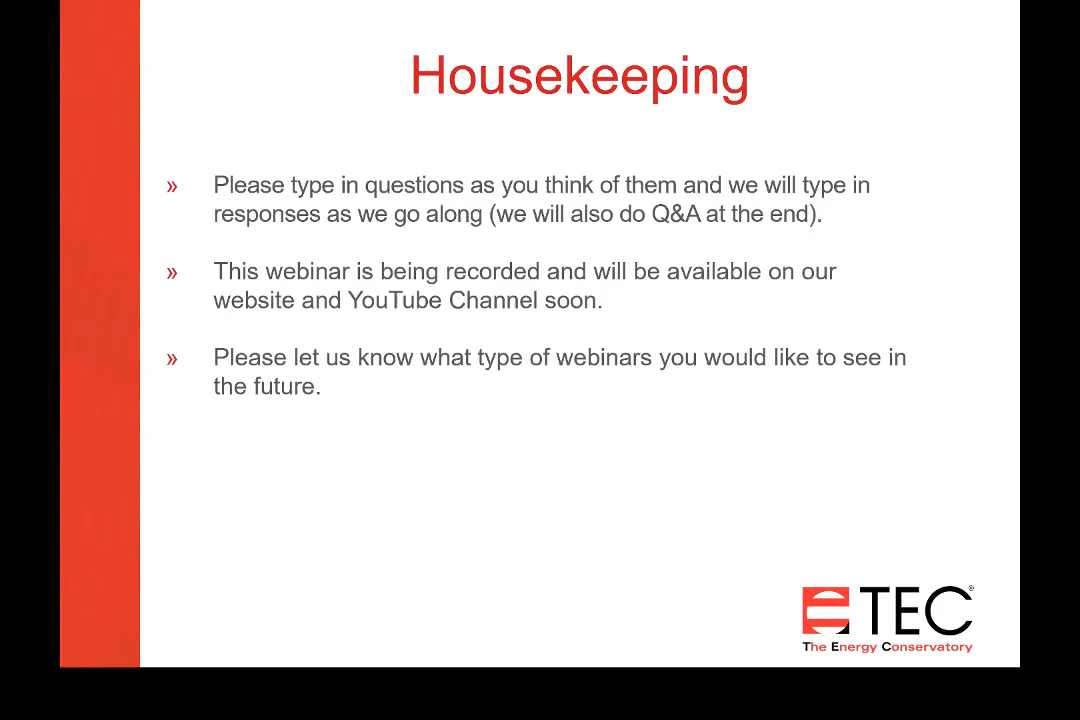 Housekeeping
» Please type in questions as you think of them and we will type in
responses as we go along (we will also do Q&A at the end).
» This webinar is being recorded and will be available on our
website and YouTube Channel soon.
» Please let us know what type of webinars you would like to see in
the future.
TEC®
The Energy Conservatory